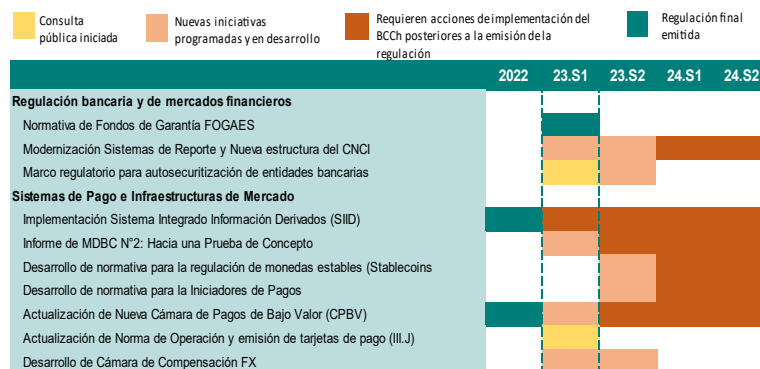 Consulta
pública iniciada
Nuevas iniciativas
programadas y en desarrollo
Requieren acciones de implementación del
BCCh posteriores a la emisión de la
regulación
Regulación final
emitida
2022 23.S1 23.S2 24.S1 24.S2
Regulación bancaria y de mercados financieros
Normativa de Fondos de Garantía FOGAES
Modernización Sistemas de Reporte y Nueva estructura del CNCI
Marco regulatorio para autosecuritización de entidades bancarias
Sistemas de Pago e Infraestructuras de Mercado
Implementación Sistema Integrado Información Derivados (SIID)
Informe de MDBC N°2: Hacia una Prueba de Concepto
Desarrollo de normativa para la regulación de monedas estables (Stablecoins
Desarrollo de normativa para la Iniciadores de Pagos
Actualización de Nueva Cámara de Pagos de Bajo Valor (CPBV)
Actualización de Norma de Operación y emisión de tarjetas de pago (III.J)
Desarrollo de Cámara de Compensación FX